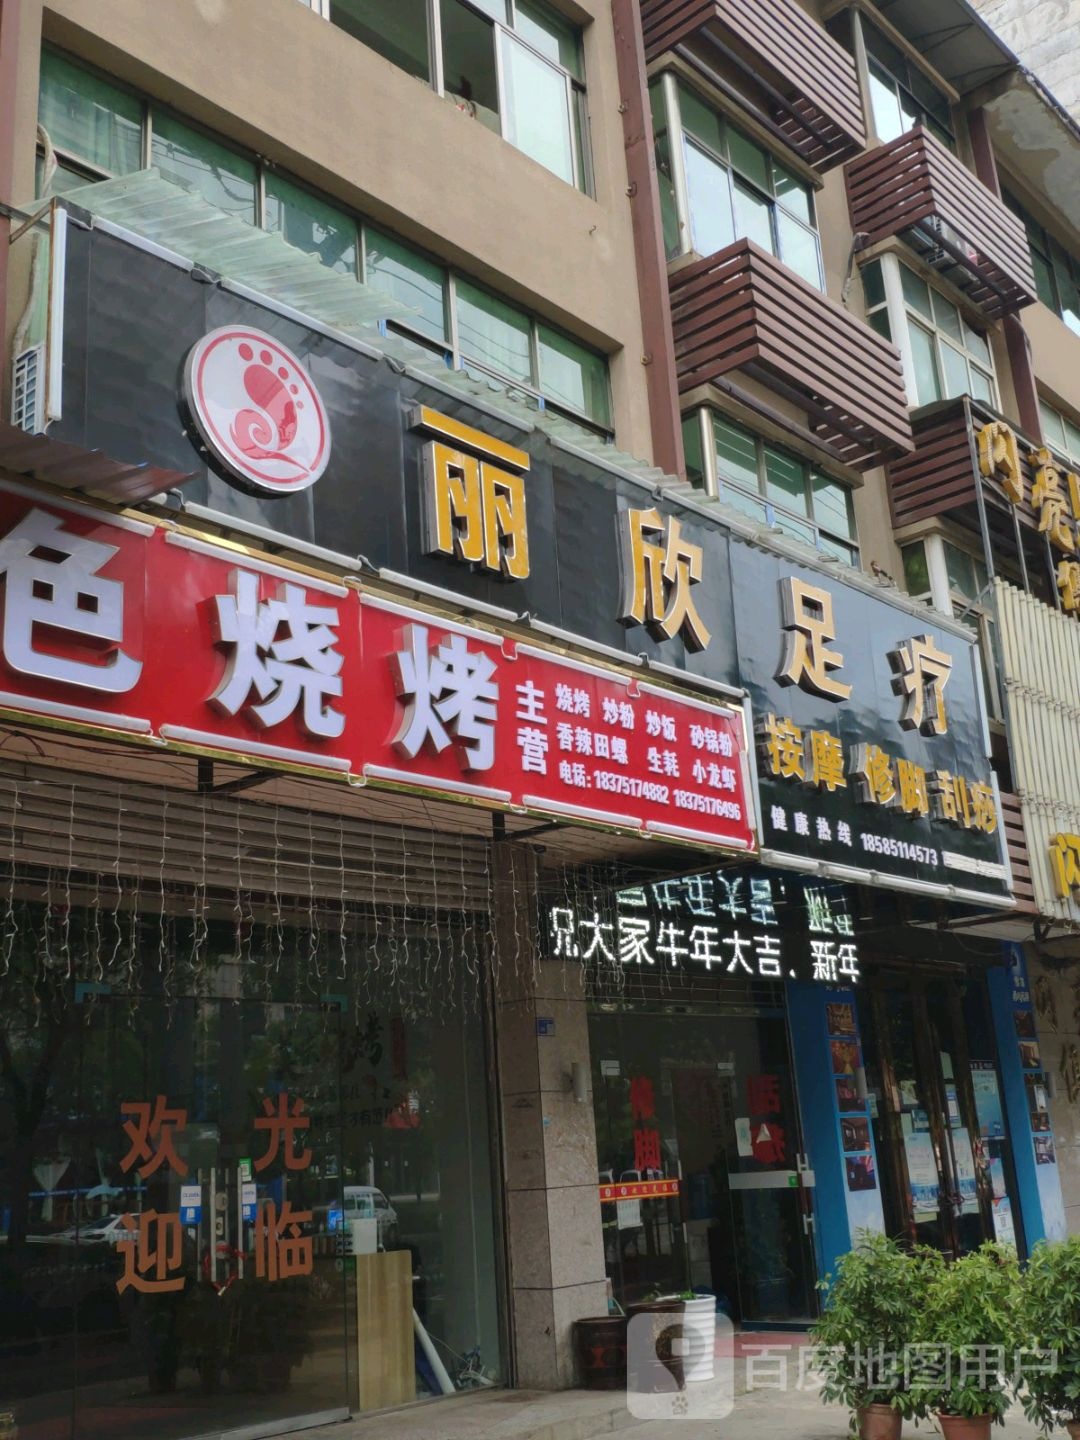 丽欣足疗
按摩 修脚 刮痧
健康热线 18585114573
色烧烤
主营
烧烤 炒粉 炒饭 砂锅粉
香辣田螺 生耗 小龙虾
电话: 18375174882 18375176496
祝大家牛年大吉、新年
闪亮
闪
欢迎
光临
修脚
百度地图用户